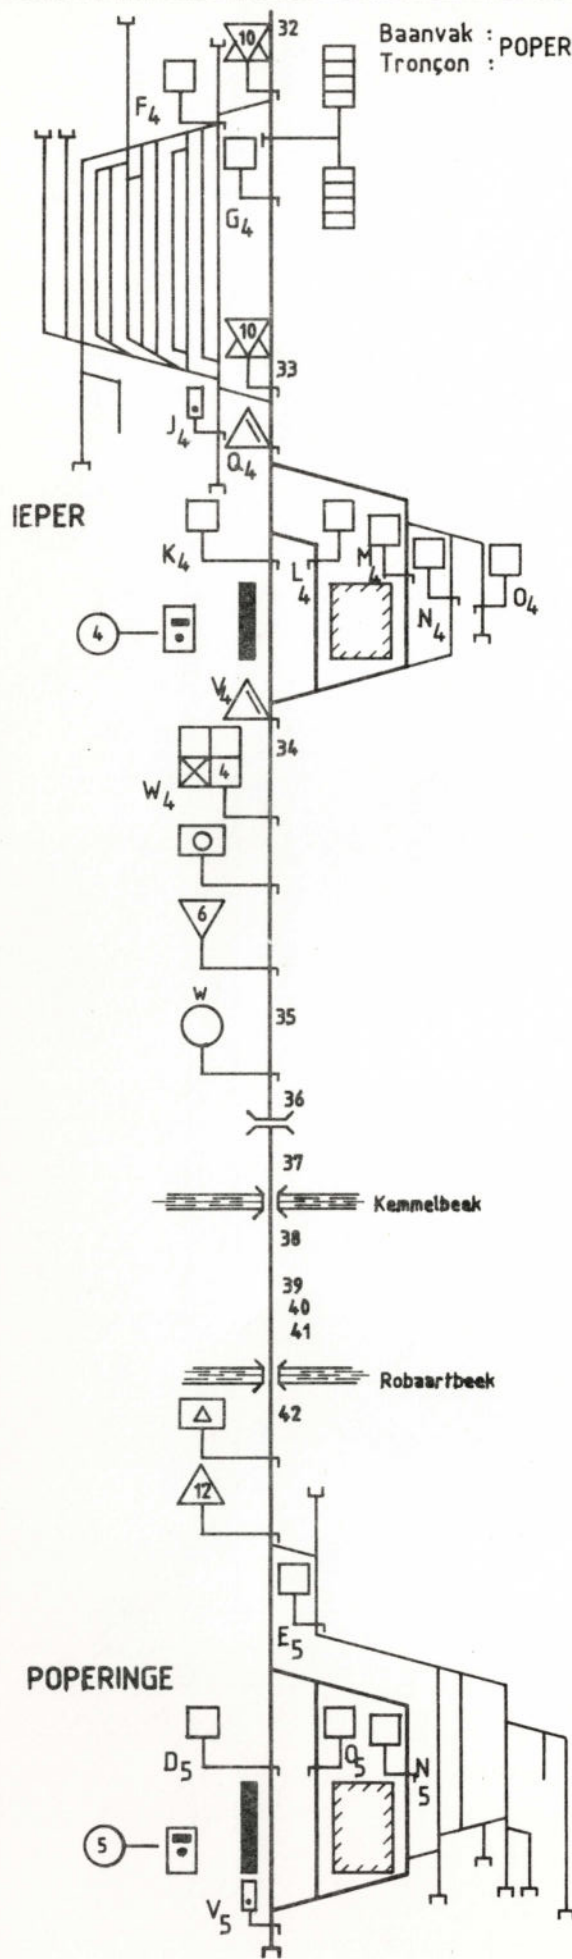 32
10
Baanvak : POPER
Tronçon :
F4
G4
10
33
J4
Q4
IEPER
K4
L4
M4
N4
O4
4
V4
34
4
W4
6
W
35
36
37
Kemmelbeek
38
39
40
41
Robaartbeek
42
12
E5
POPERINGE
D5
O5
N5
5
V5